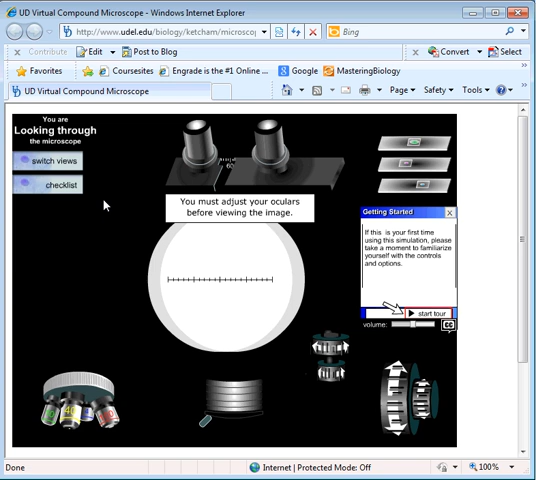 UD Virtual Compound Microscope - Windows Internet Explorer
http://www.udel.edu/biology/ketcham/microscop
Bing
Contribute Edit Post to Blog Convert Select
Favorites Coursesites Engrade is the #1 Online ... Google MasteringBiology
UD Virtual Compound Microscope Page Safety Tools
You are
Looking through
the microscope
switch views
checklist
You must adjust your oculars
before viewing the image.
Getting Started
If this is your first time
using this simulation, please
take a moment to familiarize
yourself with the controls
and options.
start tour
volume:
CC
40
Done Internet | Protected Mode: Off 100%